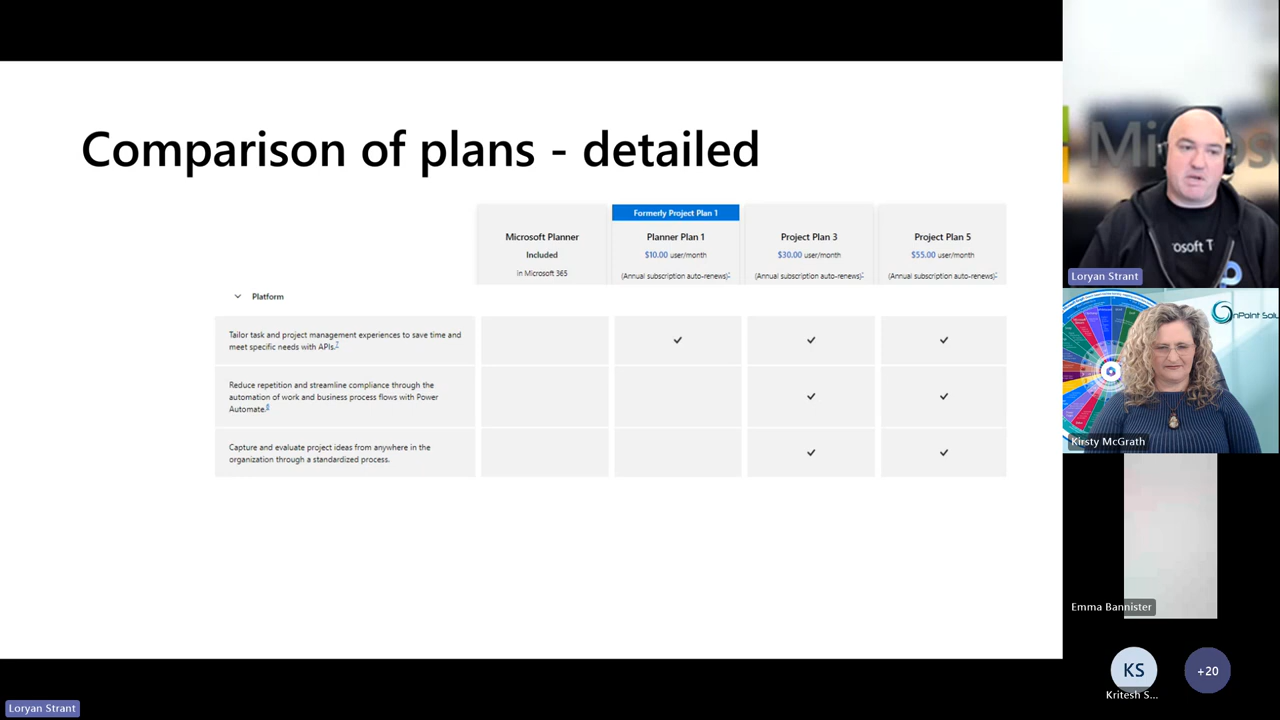 Comparison of plans - detailed
Formerly Project Plan 1
Microsoft Planner
Included
in Microsoft 365
Planner Plan 1
$10.00 user/month
(Annual subscription auto-renews)
Project Plan 3
$30.00 user/month
(Annual subscription auto-renews)
Project Plan 5
$55.00 user/month
(Annual subscription auto-renews)
Platform
Tailor task and project management experiences to save time and
meet specific needs with APIs.7
Reduce repetition and streamline compliance through the
automation of work and business process flows with Power
Automate.8
Capture and evaluate project ideas from anywhere in the
organization through a standardized process.
Loryan Strant
Kirsty McGrath
Emma Bannister
KS
+20
Kritesh S...
Loryan Strant